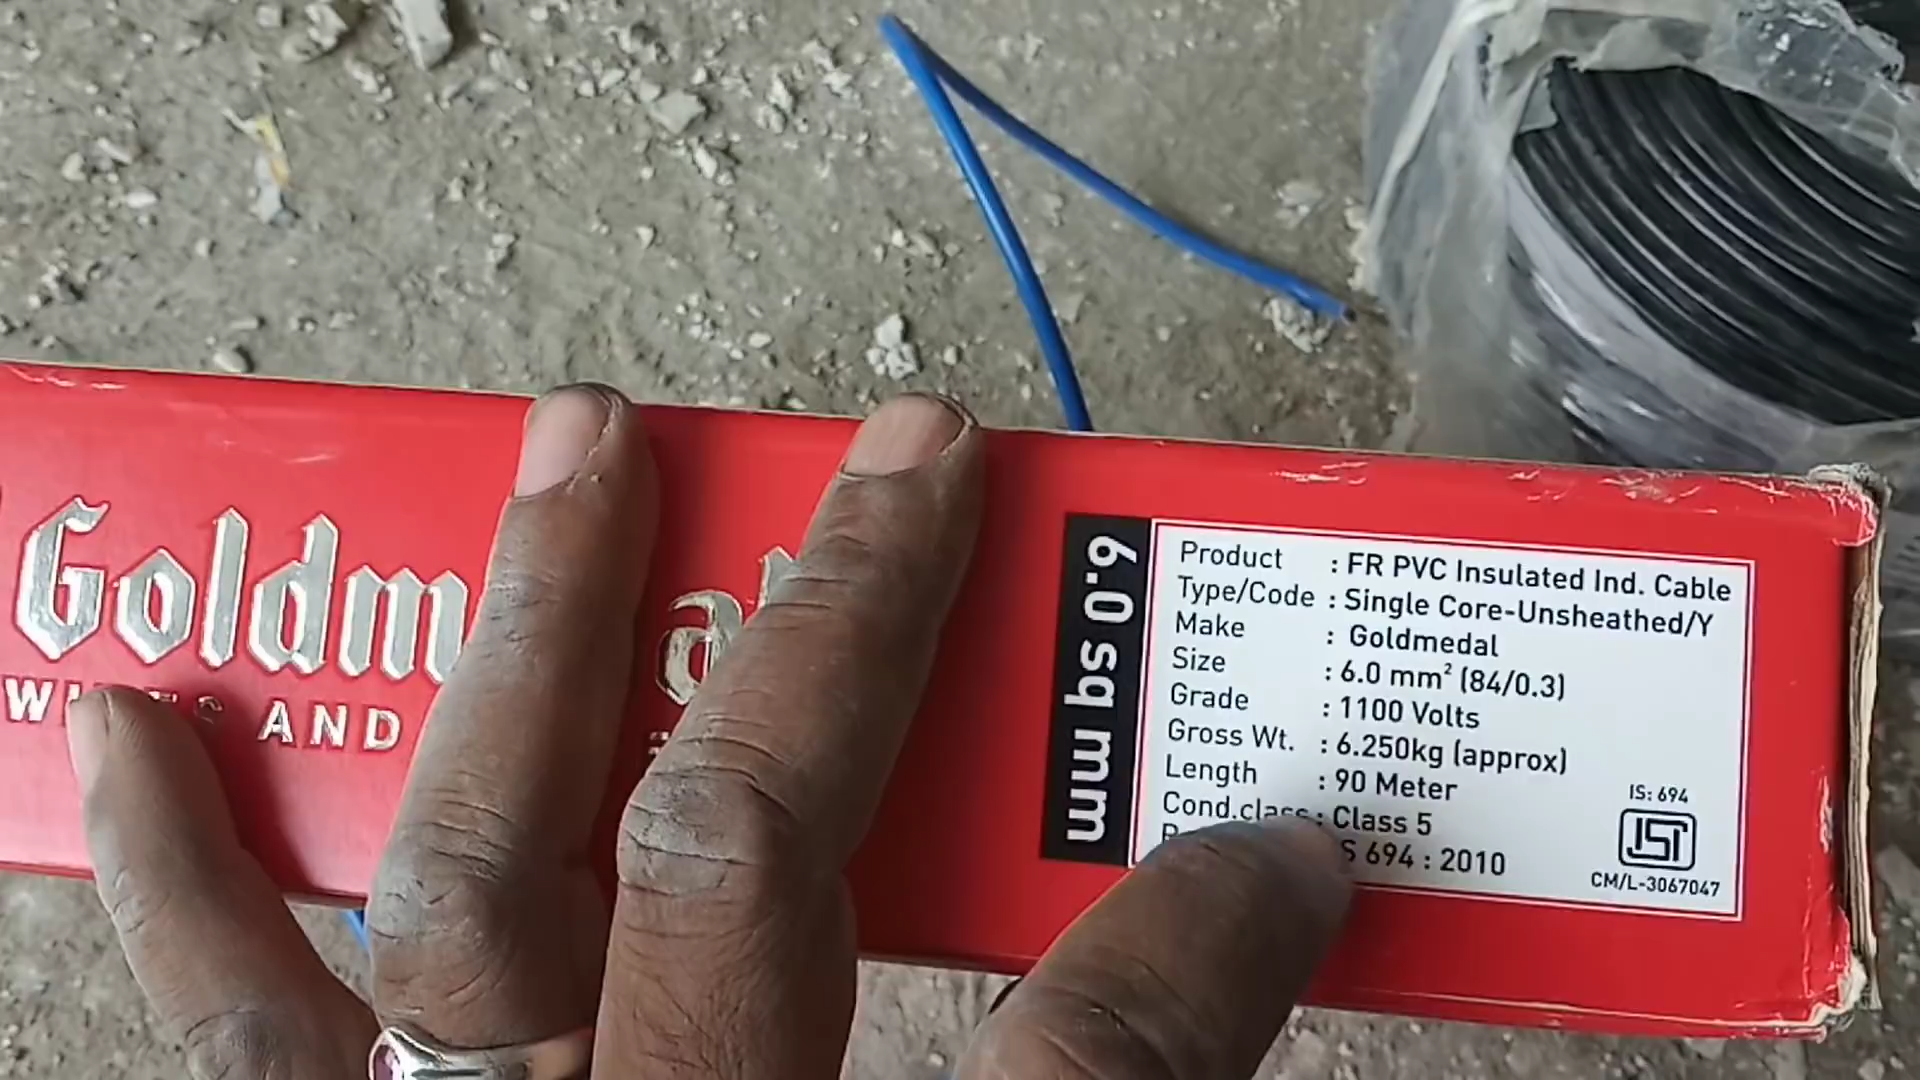 Goldm
AND
6.0 sq mm
Product : FR PVC Insulated Ind. Cable
Type/Code : Single Core-Unsheathed/Y
Make : Goldmedal
Size : 6.0 mm² (84/0.3)
Grade : 1100 Volts
Gross Wt. : 6.250kg (approx)
Length : 90 Meter
Cond.class : Class 5
S 694 : 2010
IS: 694
ISI
CM/L-3067047